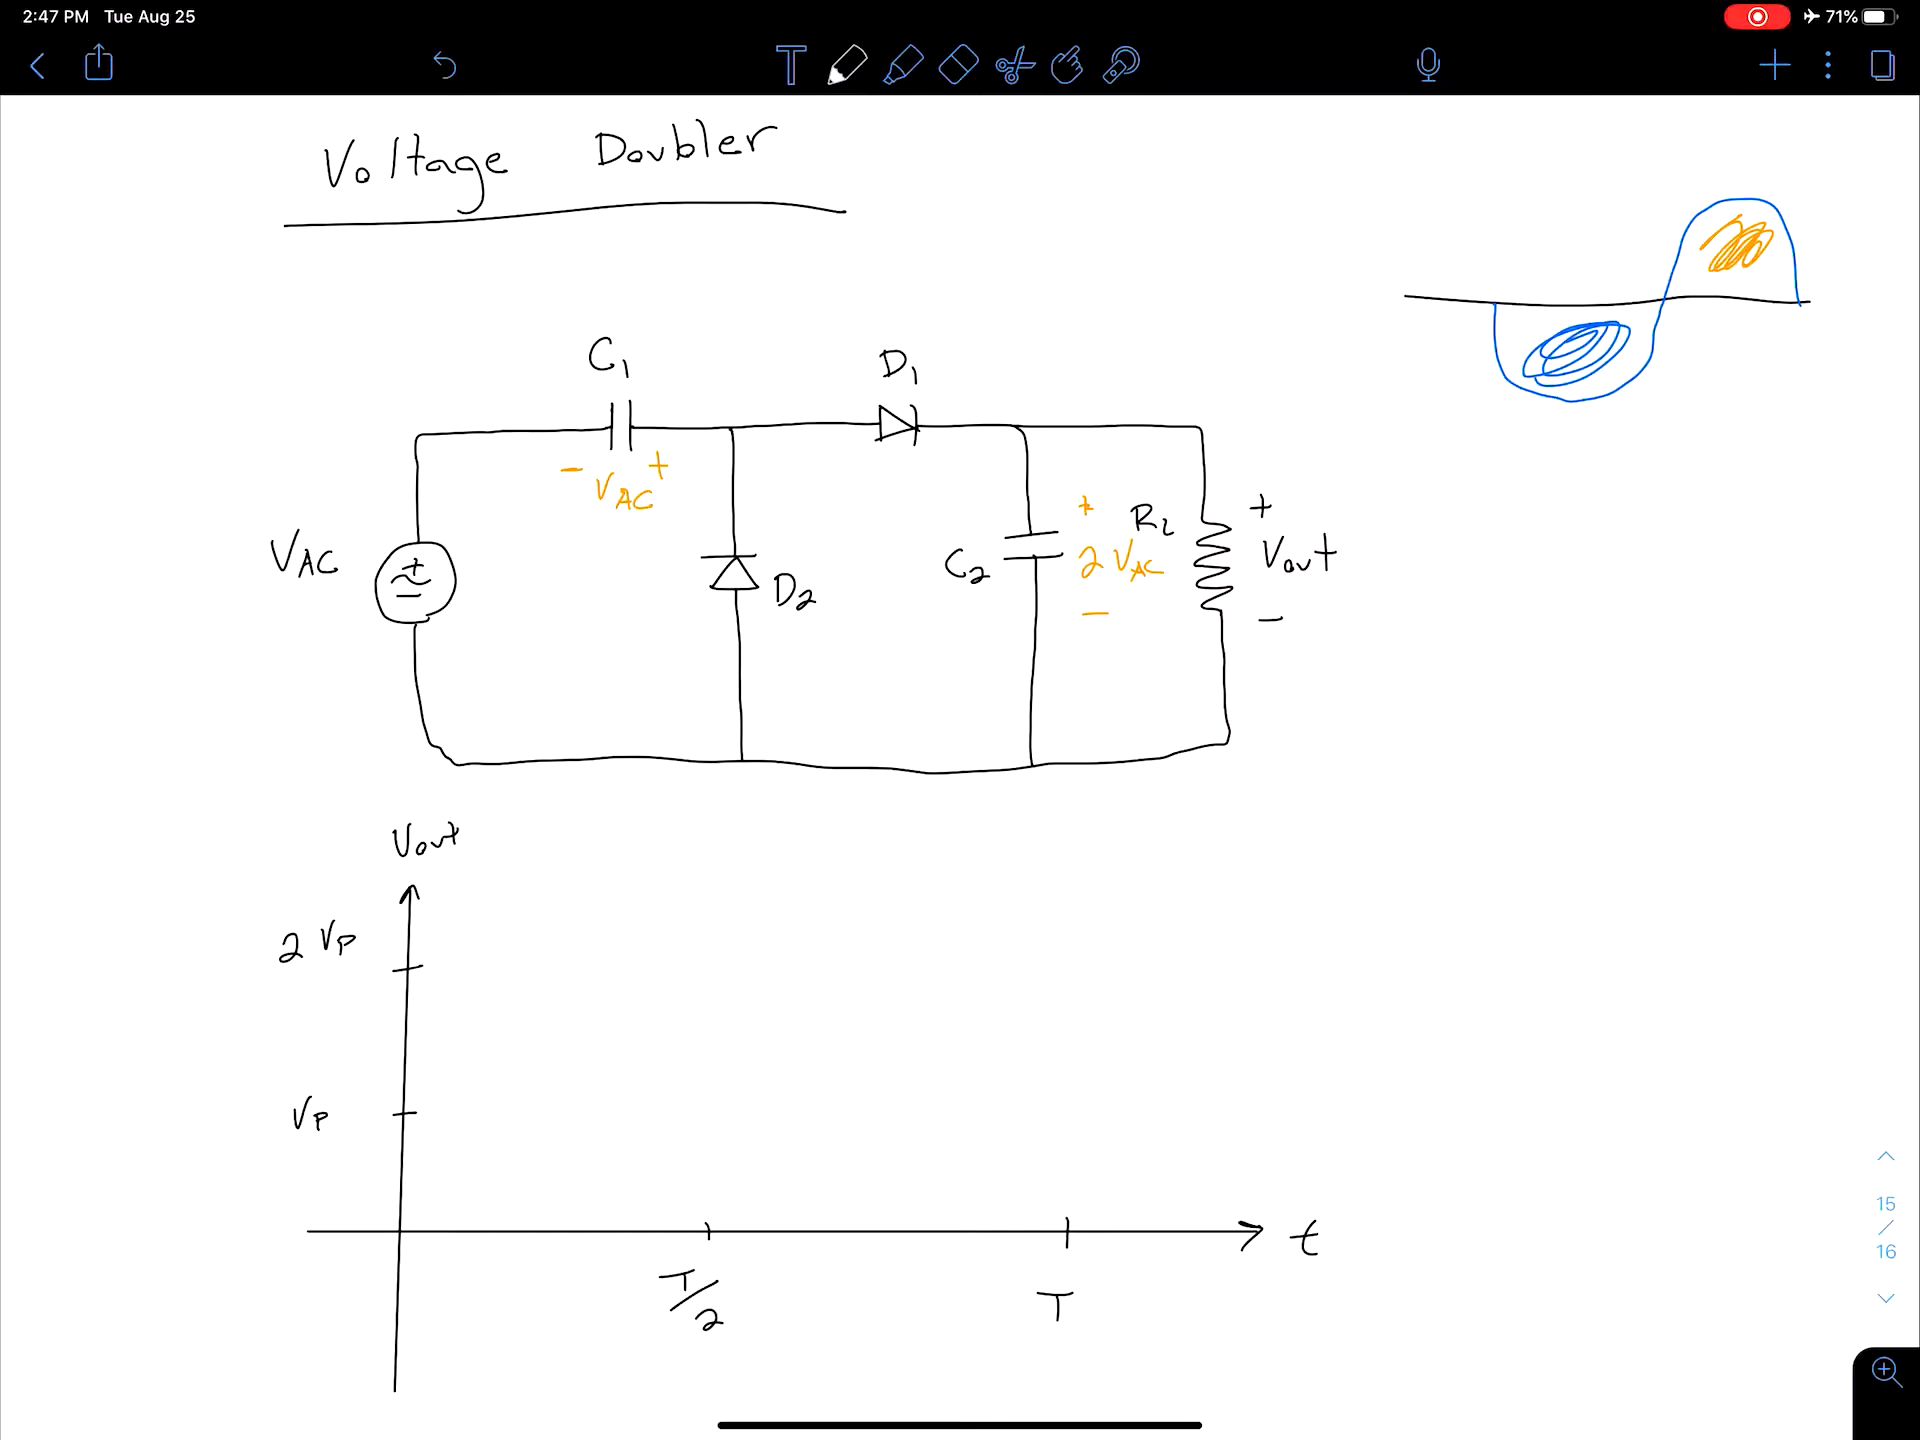 2:47 PM Tue Aug 25
71%
Voltage Doubler
C1
D1
- VAC +
VAC
+
-
D2
C2
+
2 VAC
-
RL
+
Vout
-
Vout
2 VP
VP
t
T/2
T
15
/
16